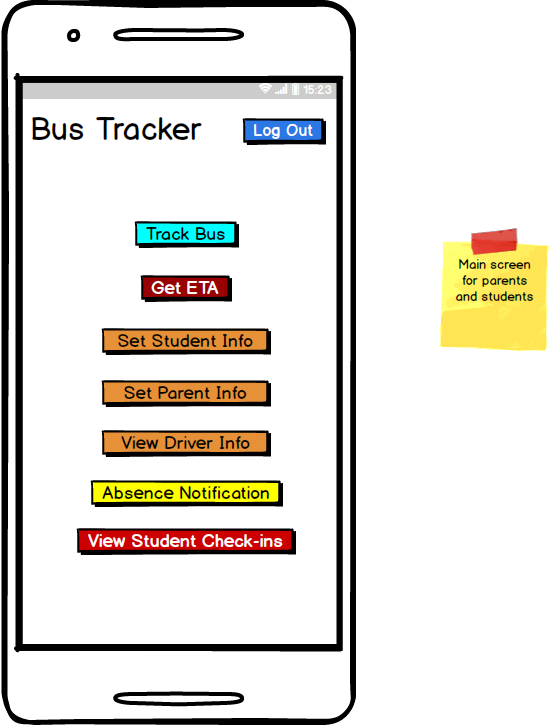 15:23
Bus Tracker
Log Out
Track Bus
Get ETA
Set Student Info
Set Parent Info
View Driver Info
Absence Notification
View Student Check-ins
Main screen
for parents
and students